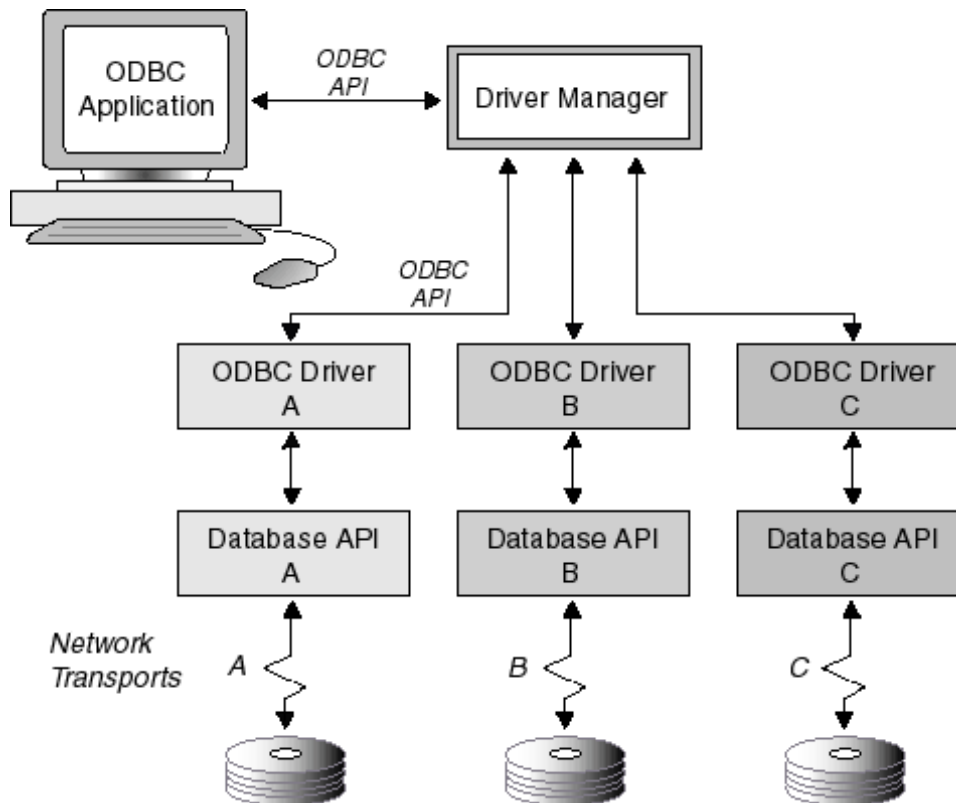 ODBC
Application
ODBC
API
Driver Manager
ODBC
API
ODBC Driver
A
ODBC Driver
B
ODBC Driver
C
Database API
A
Database API
B
Database API
C
Network
Transports
A
B
C